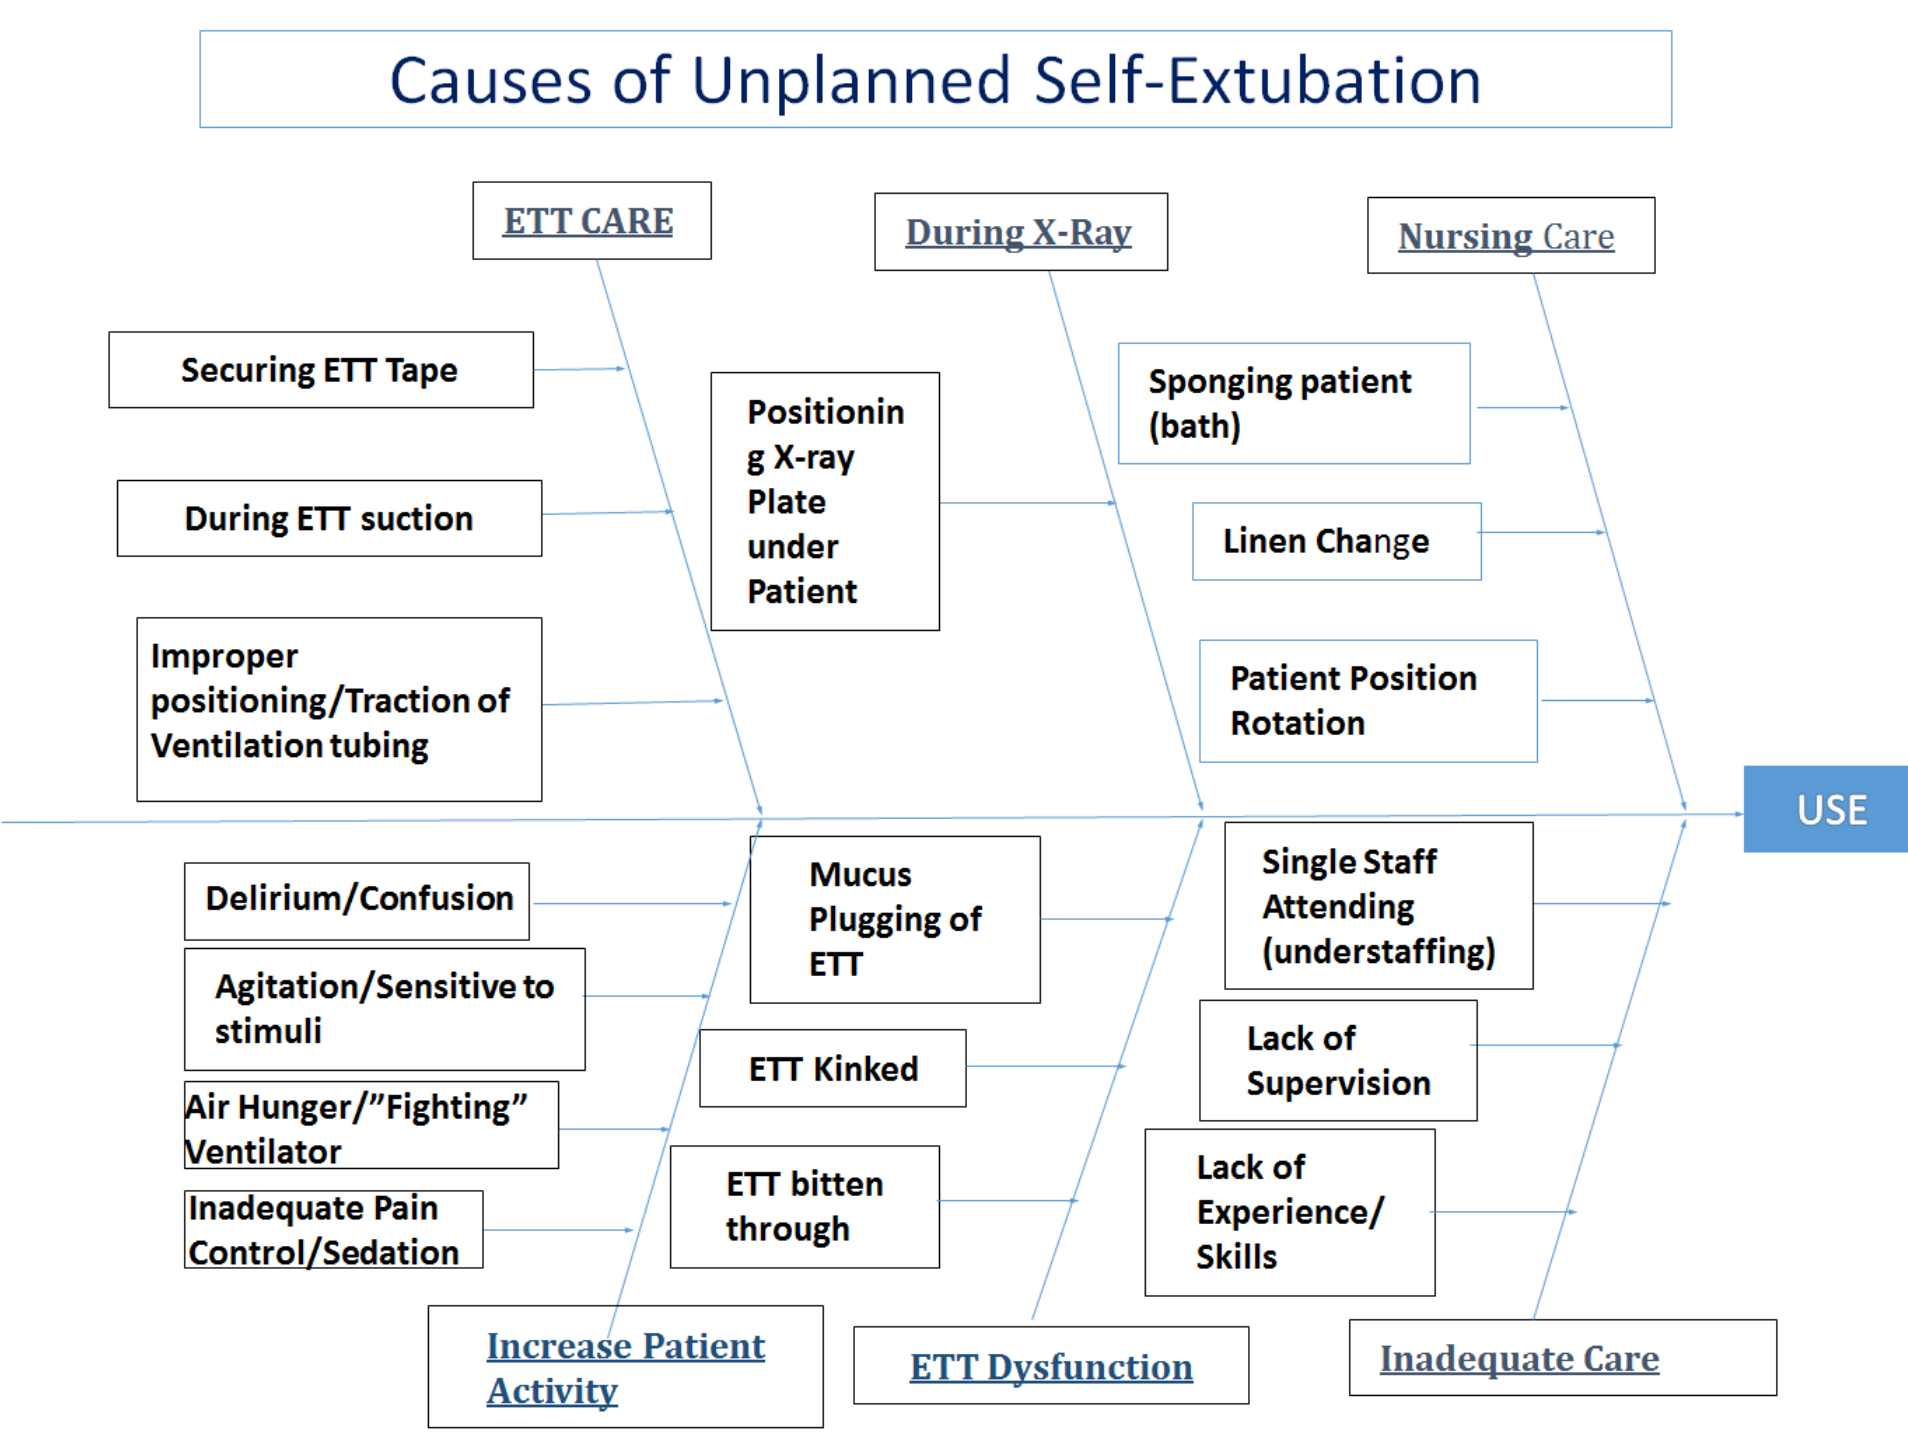 Causes of Unplanned Self-Extubation
ETT CARE
During X-Ray
Nursing Care
Securing ETT Tape
During ETT suction
Improper
positioning/Traction of
Ventilation tubing
Positionin
g X-ray
Plate
under
Patient
Sponging patient
(bath)
Linen Change
Patient Position
Rotation
USE
Delirium/Confusion
Agitation/Sensitive to
stimuli
Air Hunger/”Fighting”
Ventilator
Inadequate Pain
Control/Sedation
Mucus
Plugging of
ETT
ETT Kinked
ETT bitten
through
Single Staff
Attending
(understaffing)
Lack of
Supervision
Lack of
Experience/
Skills
Increase Patient
Activity
ETT Dysfunction
Inadequate Care